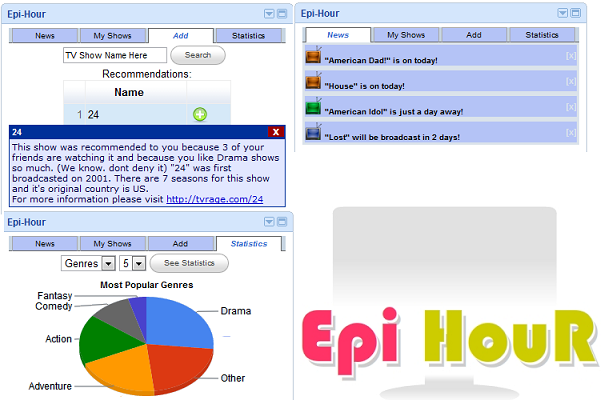 Epi-Hour
News My Shows Add Statistics
TV Show Name Here Search
Recommendations:
Name
1 24
24 X
This show was recommended to you because 3 of your
friends are watching it and because you like Drama shows
so much. (We know. dont deny it) "24" was first
broadcasted on 2001. There are 7 seasons for this show
and it's original country is US.
For more information please visit http://tvrage.com/24
Epi-Hour
News My Shows Add Statistics
"American Dad!" is on today! [x]
"House" is on today! [x]
"American Idol" is just a day away! [x]
"Lost" will be broadcast in 2 days! [x]
Epi-Hour
News My Shows Add Statistics
Genres 5 See Statistics
Most Popular Genres
Fantasy
Comedy
Drama
Action
Other
Adventure
Epi HouR